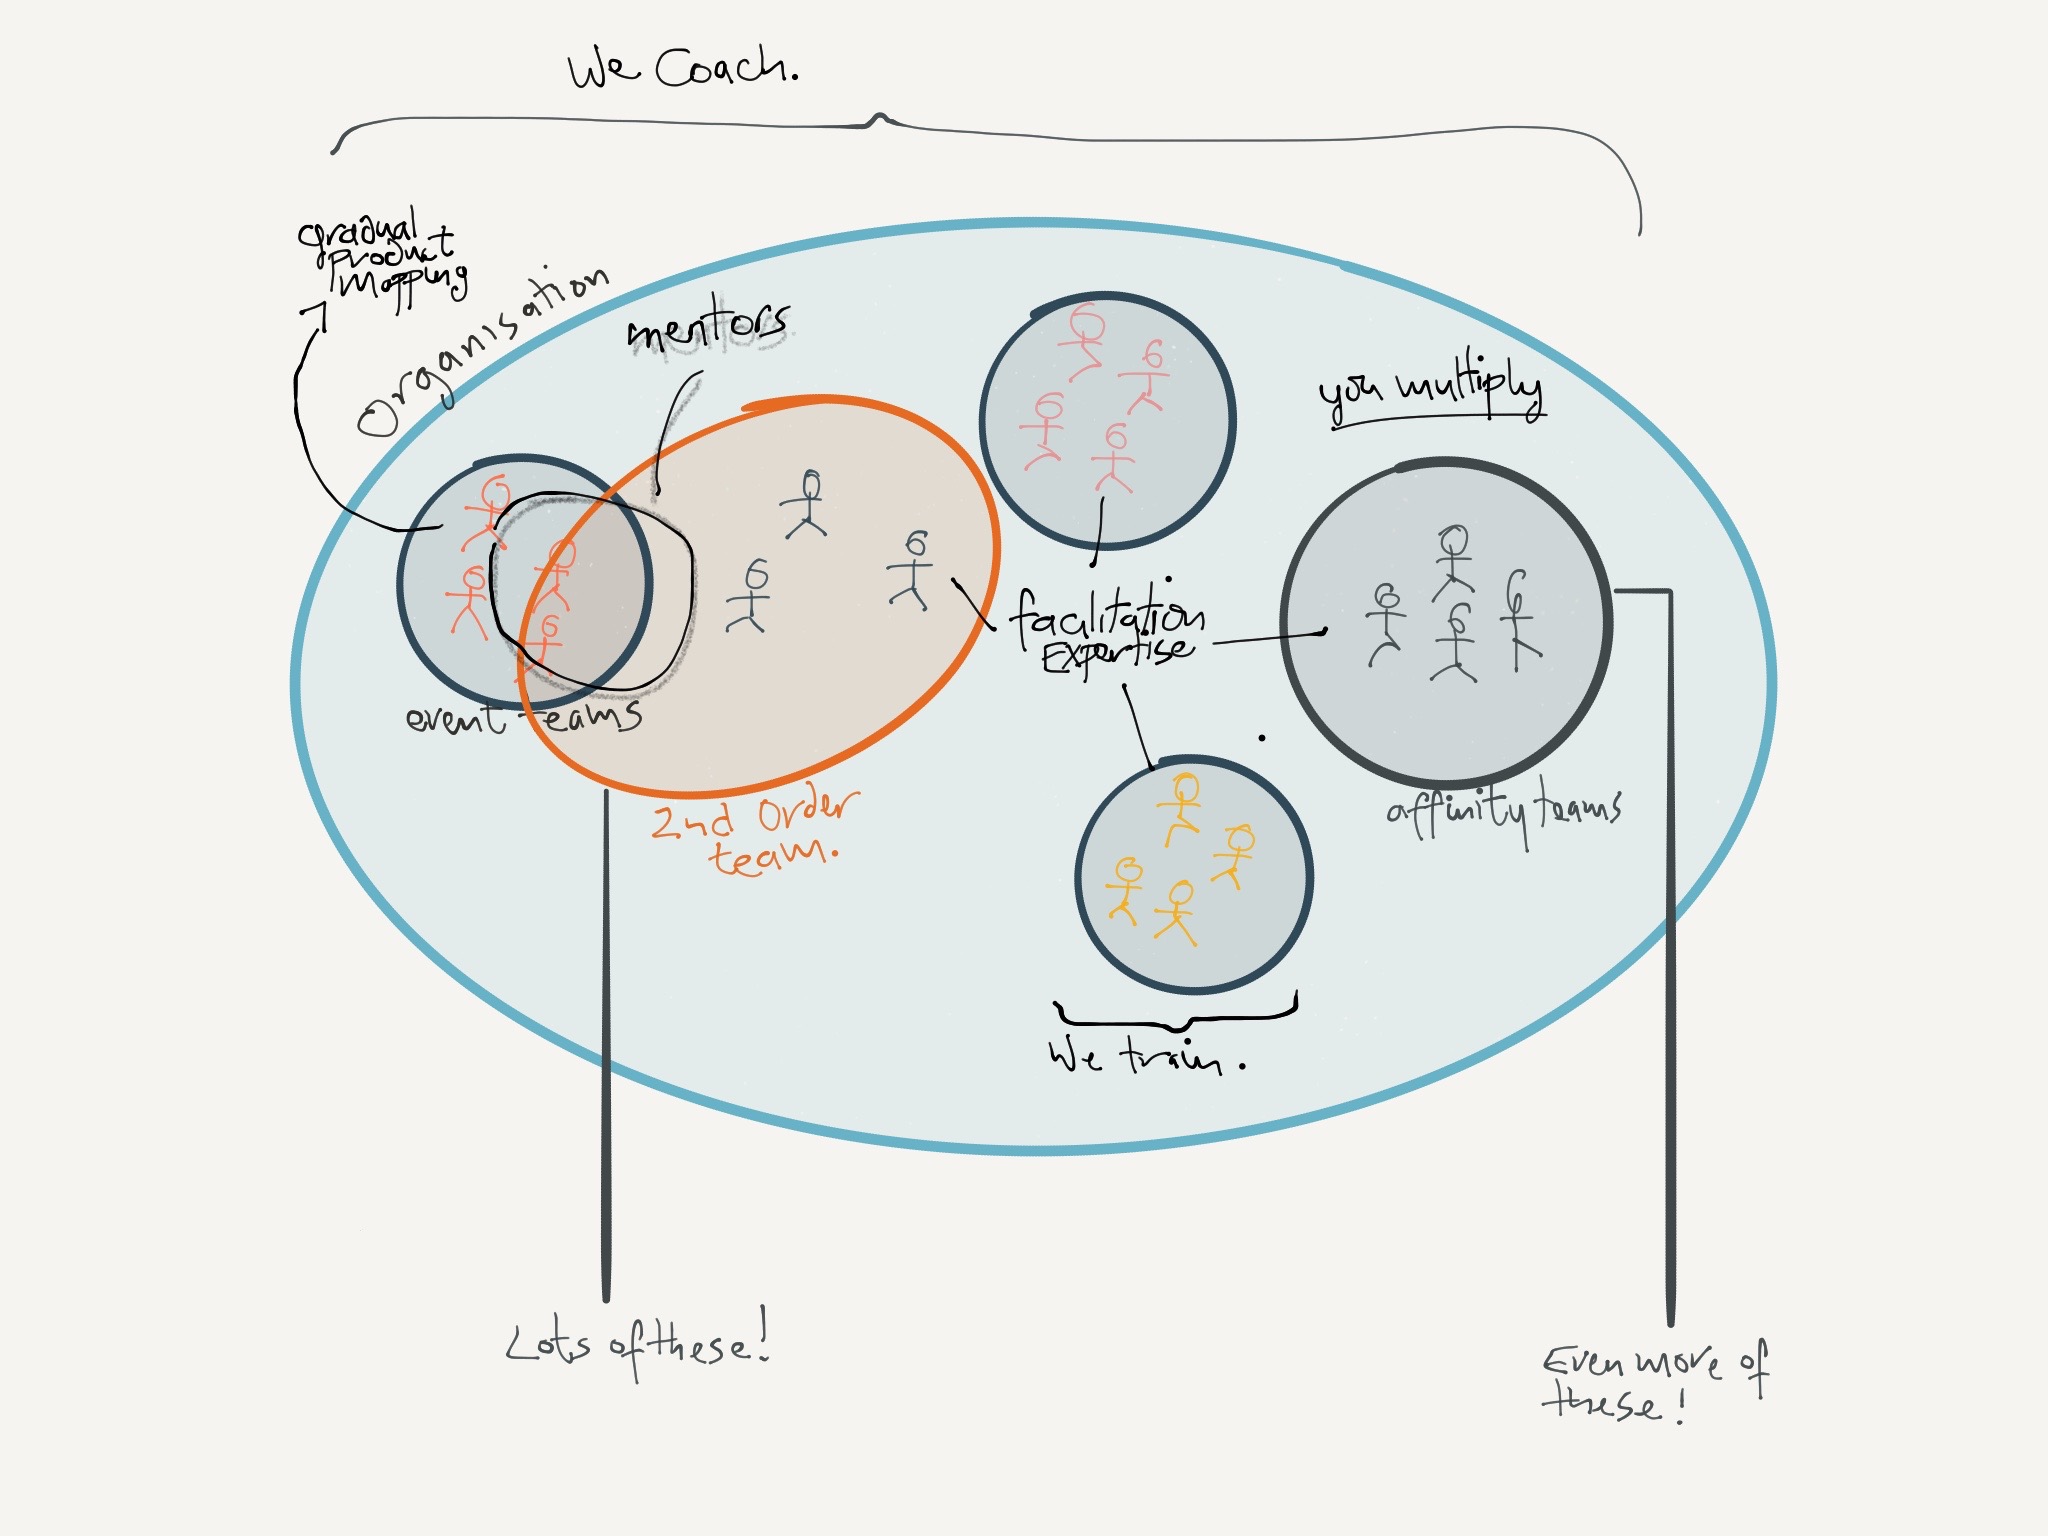 We Coach.
gradual
product
mapping
Organisation
mentors
you multiply
facilitation
Expertise
event teams
2nd Order
team.
affinity teams
We train.
Lots of these!
Even more of
these!